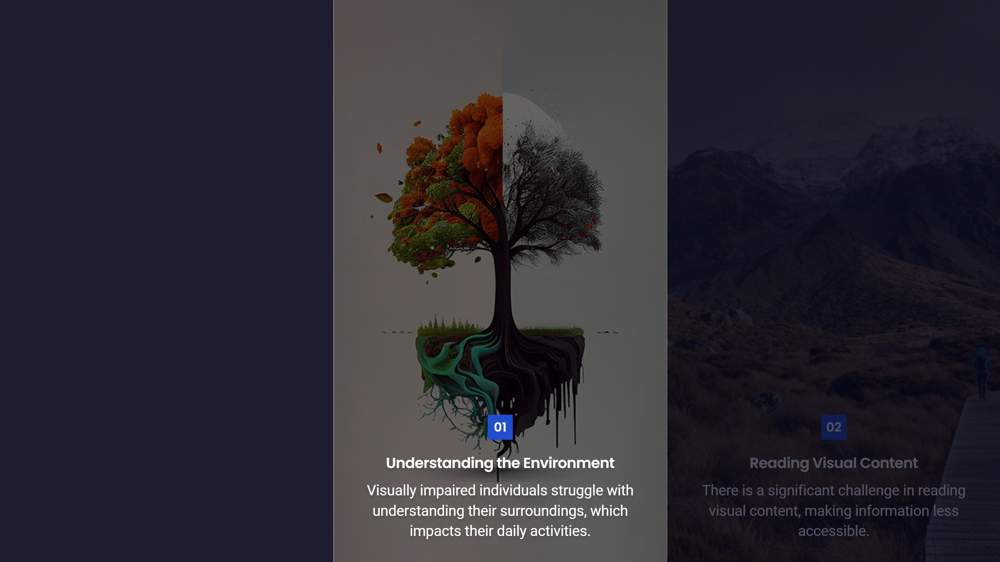 01
Understanding the Environment
Visually impaired individuals struggle with
understanding their surroundings, which
impacts their daily activities.
02
Reading Visual Content
There is a significant challenge in reading
visual content, making information less
accessible.